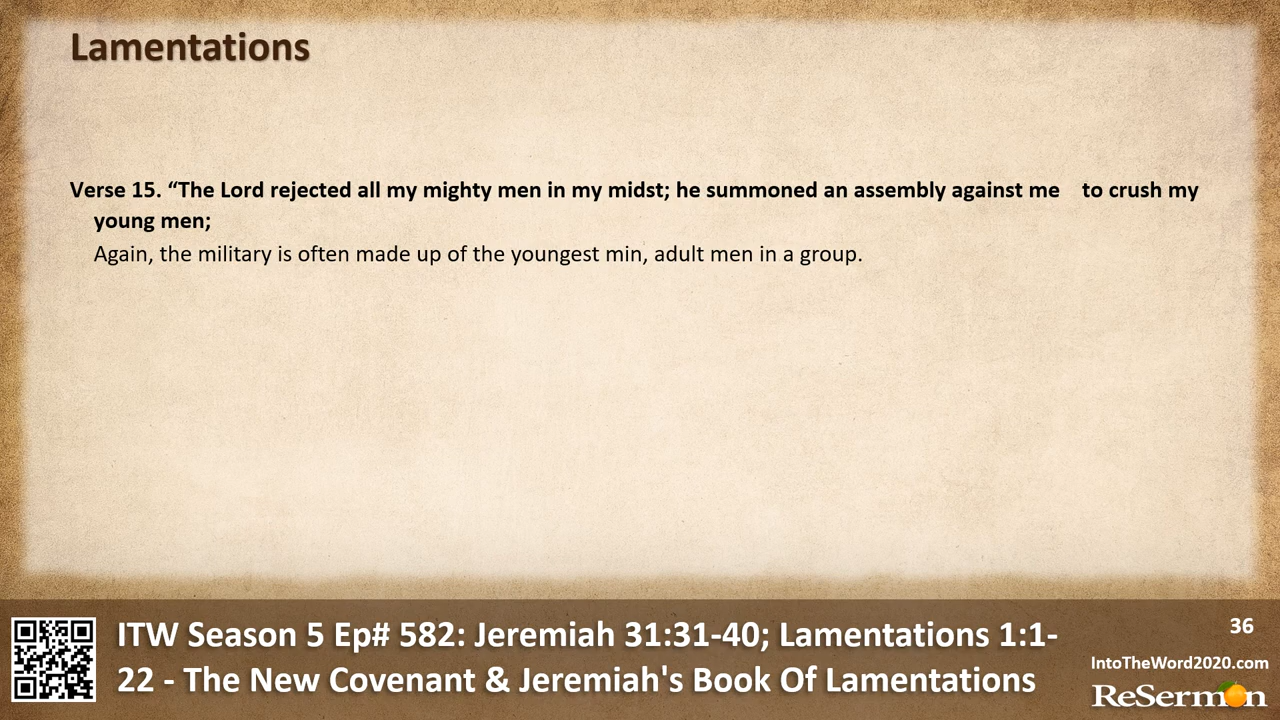 Lamentations
Verse 15. “The Lord rejected all my mighty men in my midst; he summoned an assembly against me    to crush my
young men;
Again, the military is often made up of the youngest min, adult men in a group.
ITW Season 5 Ep# 582: Jeremiah 31:31-40; Lamentations 1:1-
22 - The New Covenant & Jeremiah's Book Of Lamentations
36
IntoTheWord2020.com
ReSermon